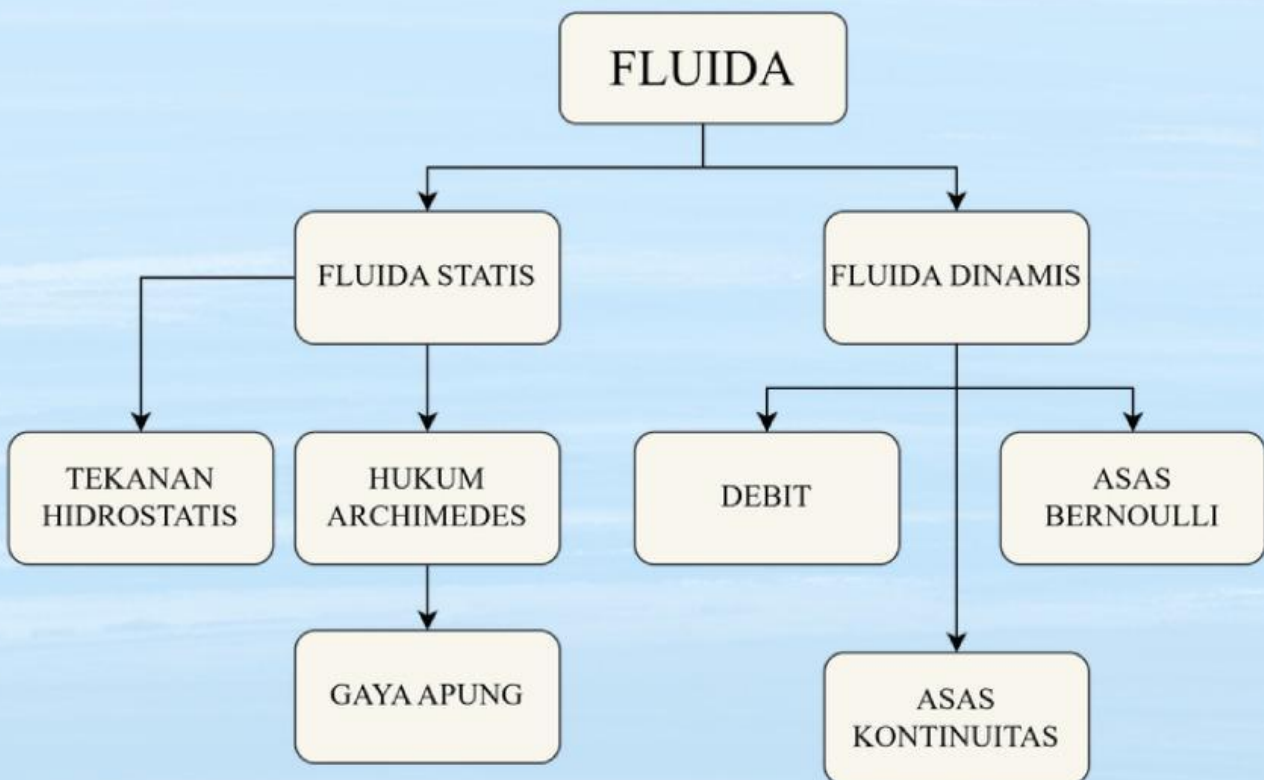 FLUIDA
FLUIDA STATIS
FLUIDA DINAMIS
TEKANAN
HIDROSTATIS
HUKUM
ARCHIMEDES
DEBIT
ASAS
BERNOULLI
GAYA APUNG
ASAS
KONTINUITAS